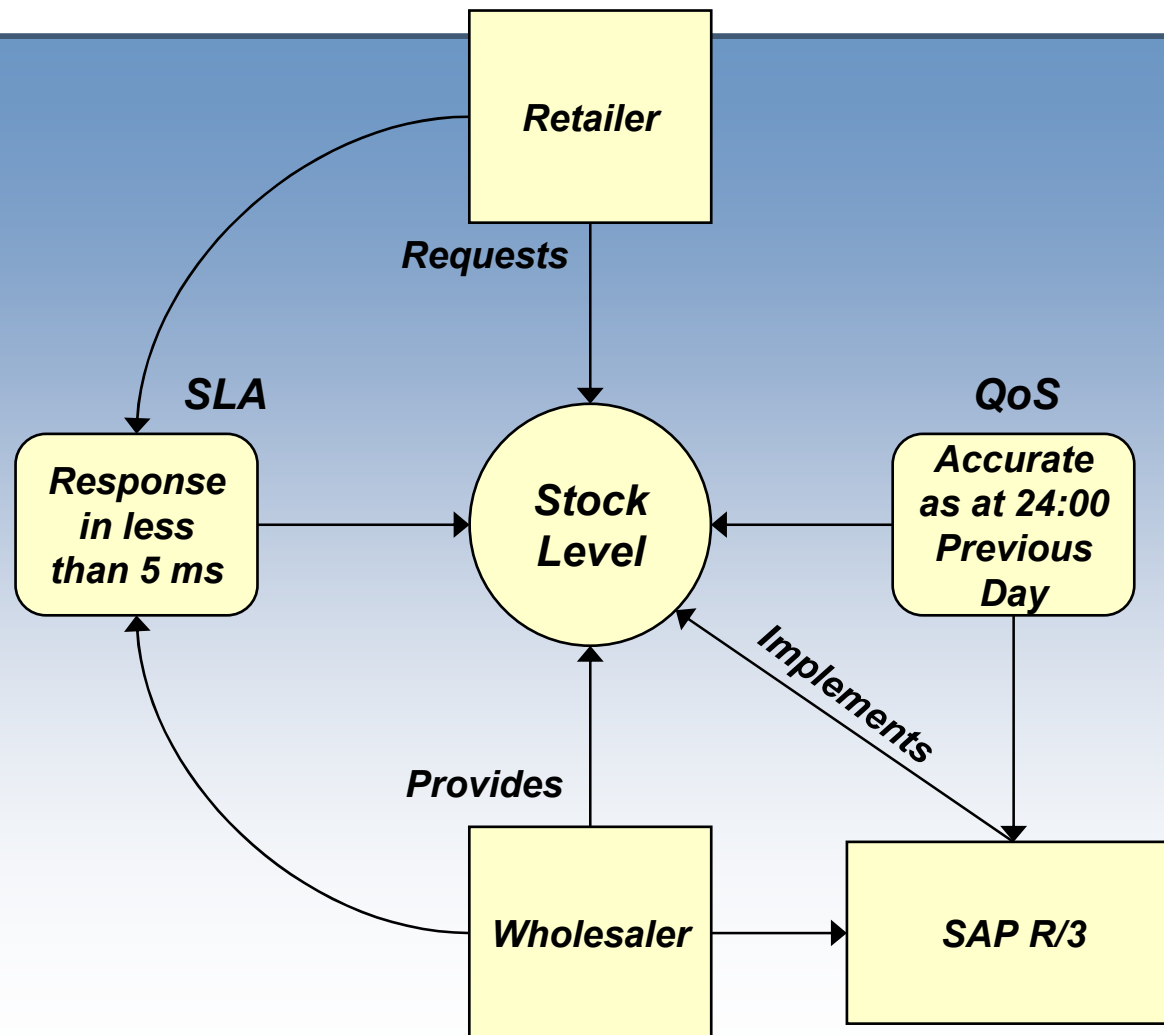 Retailer
Requests
SLA
QoS
Response
in less
than 5 ms
Stock
Level
Accurate
as at 24:00
Previous
Day
Implements
Provides
Wholesaler
SAP R/3